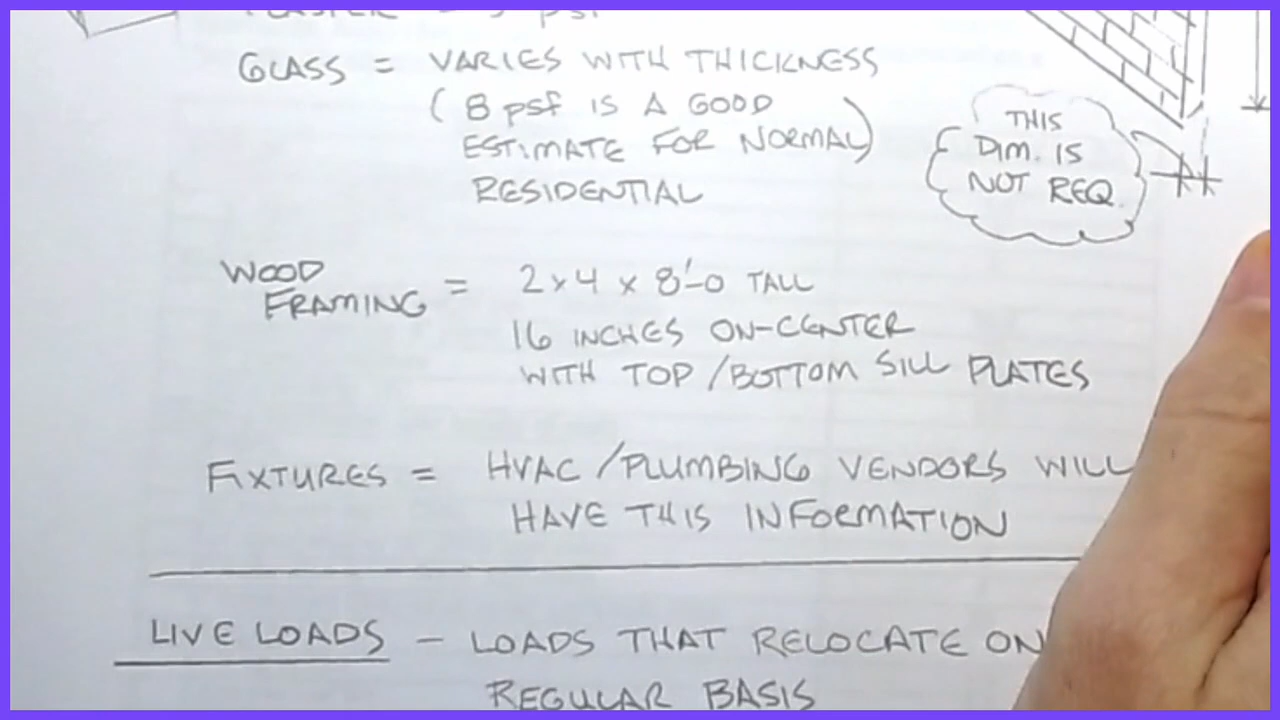 GLASS = VARIES WITH THICKNESS
( 8 psf IS A GOOD
ESTIMATE FOR NORMAL)
RESIDENTIAL
THIS
DIM. IS
NOT REQ.
WOOD
FRAMING = 2x4 x 8'-0 TALL
16 INCHES ON-CENTER
WITH TOP/BOTTOM SILL PLATES
FIXTURES = HVAC/PLUMBING VENDORS WILL
HAVE THIS INFORMATION
LIVE LOADS - LOADS THAT RELOCATE ON
REGULAR BASIS